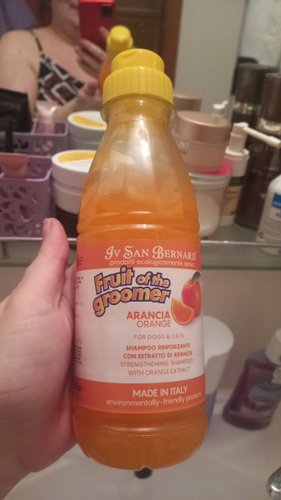 IV SAN BERNARD
prodotti ecologicamente amici
Fruit of the
groomer
ARANCIA
ORANGE
FOR DOGS & CATS
SHAMPOO RINFORZANTE
CON ESTRATTO DI ARANCIA
STRENGTHENING SHAMPOO
WITH ORANGE EXTRACT
MADE IN ITALY
environmentally-friendly products